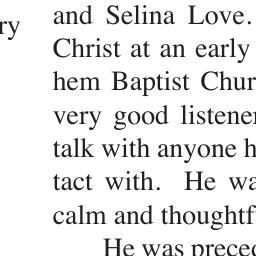 ry
and Selina Love.
Christ at an early
hem Baptist Chur
very good listener
talk with anyone h
tact with. He wa
calm and thoughtf
He was preced